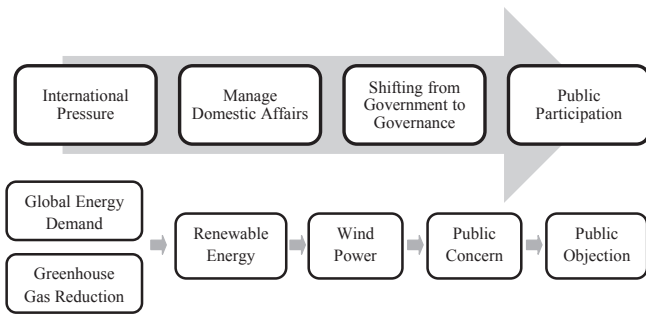 International
Pressure
Manage
Domestic Affairs
Shifting from
Government to
Governance
Public
Participation
Global Energy
Demand
Greenhouse
Gas Reduction
Renewable
Energy
Wind
Power
Public
Concern
Public
Objection